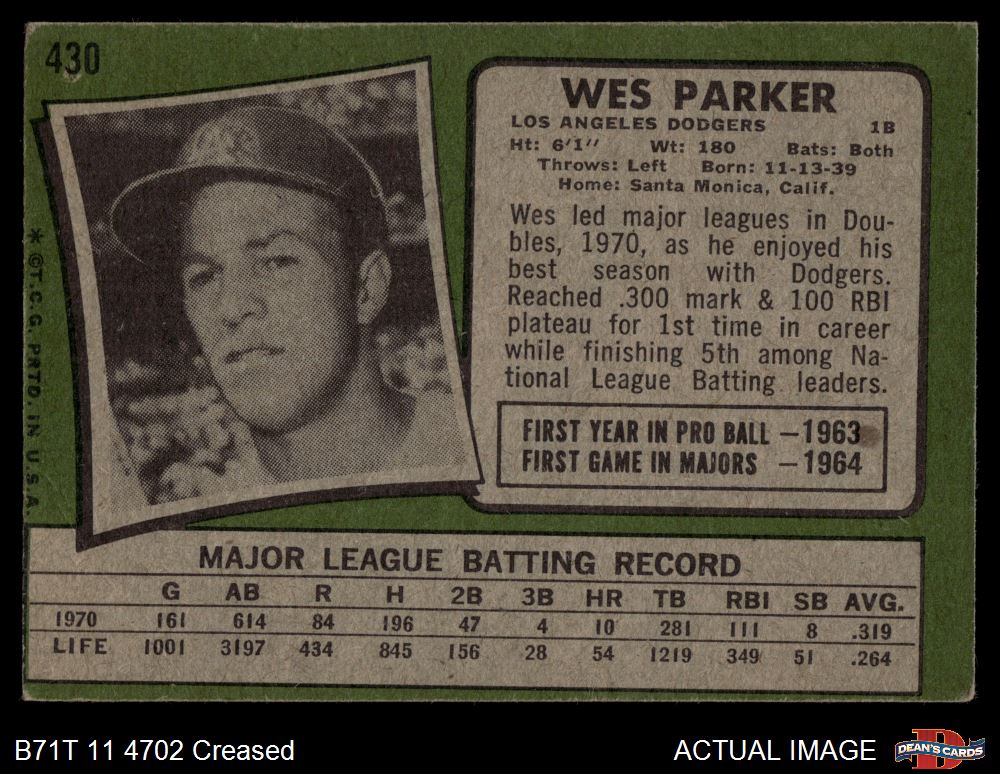 430
WES PARKER
LOS ANGELES DODGERS 1B
Ht: 6'1" Wt: 180 Bats: Both
Throws: Left Born: 11-13-39
Home: Santa Monica, Calif.
Wes led major leagues in Dou-
bles, 1970, as he enjoyed his
best season with Dodgers.
Reached .300 mark & 100 RBI
plateau for 1st time in career
while finishing 5th among Na-
tional League Batting leaders.
FIRST YEAR IN PRO BALL —1963
FIRST GAME IN MAJORS —1964
* ©T.C.G. PRTD. IN U.S.A.
MAJOR LEAGUE BATTING RECORD
G AB R H 2B 3B HR TB RBI SB AVG.
1970 161 614 84 196 47 4 10 281 111 8 .319
LIFE 1001 3197 434 845 156 28 54 1219 349 51 .264
B71T 11 4702 Creased
ACTUAL IMAGE
D
DEAN'S CARDS